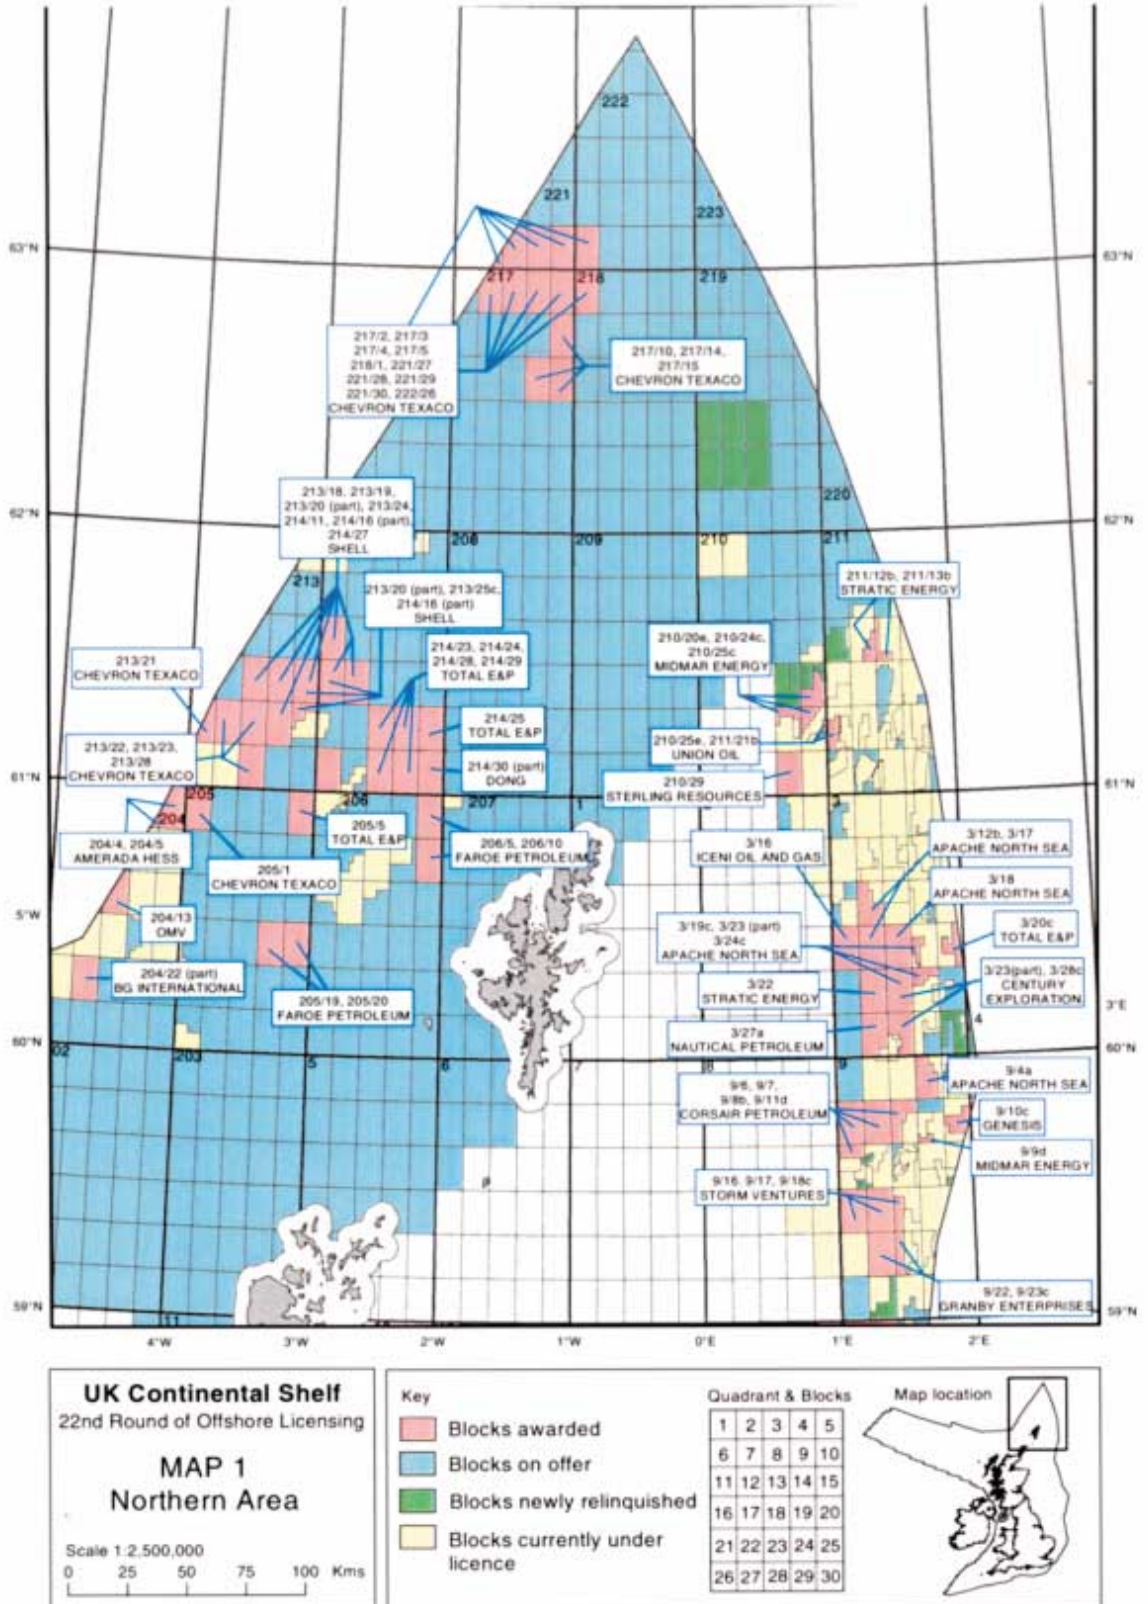 222
221
223
63°N
63°N
217
218
219
217/2, 217/3
217/4, 217/5
218/1, 221/27
221/28, 221/29
221/30, 222/26
CHEVRON TEXACO
217/10, 217/14,
217/15
CHEVRON TEXACO
220
213/18, 213/19,
213/20 (part), 213/24,
214/11, 214/16 (part),
214/27
SHELL
62°N
62°N
208
209
210
211
213
213/20 (part), 213/25c,
214/16 (part)
SHELL
211/12b, 211/13b
STRATIC ENERGY
213/21
CHEVRON TEXACO
214/23, 214/24,
214/28, 214/29
TOTAL E&P
210/20e, 210/24c,
210/25c
MIDMAR ENERGY
214/25
TOTAL E&P
213/22, 213/23,
213/28
CHEVRON TEXACO
210/25e, 211/21b
UNION OIL
214/30 (part)
DONG
61°N
61°N
210/29
STERLING RESOURCES
205
206
207
1
3
204
204/4, 204/5
AMERADA HESS
205/5
TOTAL E&P
206/5, 206/10
FAROE PETROLEUM
3/16
ICENI OIL AND GAS
3/12b, 3/17
APACHE NORTH SEA
205/1
CHEVRON TEXACO
3/18
APACHE NORTH SEA
5°W
204/13
OMV
3/19c, 3/23 (part)
3/24c
APACHE NORTH SEA
3/20c
TOTAL E&P
204/22 (part)
BG INTERNATIONAL
3/22
STRATIC ENERGY
3/23(part), 3/28c
CENTURY
EXPLORATION
205/19, 205/20
FAROE PETROLEUM
3°E
3/27a
NAUTICAL PETROLEUM
4
60°N
60°N
02
203
5
6
7
8
9
9/4a
APACHE NORTH SEA
9/6, 9/7,
9/8b, 9/11d
CORSAIR PETROLEUM
9/10c
GENESIS
9/9d
MIDMAR ENERGY
9/16, 9/17, 9/18c
STORM VENTURES
9/22, 9/23c
GRANBY ENTERPRISES
59°N
59°N
11
4°W
3°W
2°W
1°W
0°E
1°E
2°E
UK Continental Shelf
22nd Round of Offshore Licensing
MAP 1
Northern Area
Scale 1:2,500,000
0 25 50 75 100 Kms
Key
Blocks awarded
Blocks on offer
Blocks newly relinquished
Blocks currently under
licence
Quadrant & Blocks
1 2 3 4 5
6 7 8 9 10
11 12 13 14 15
16 17 18 19 20
21 22 23 24 25
26 27 28 29 30
Map location